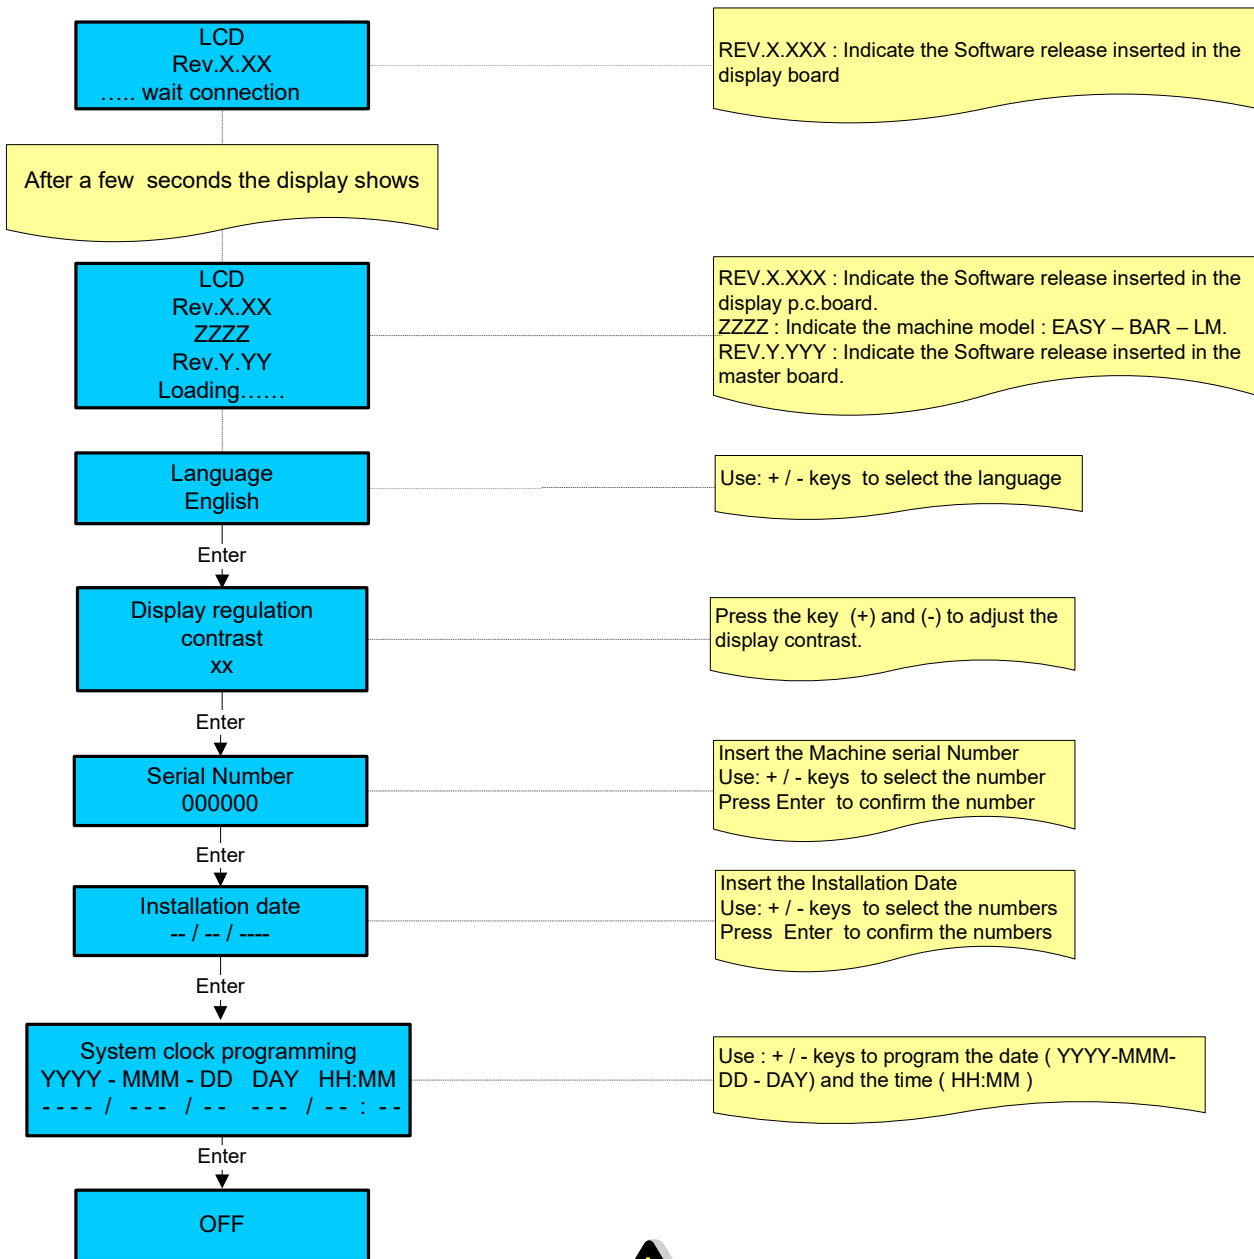 LCD
Rev.X.XX
..... wait connection
REV.X.XXX : Indicate the Software release inserted in the
display board
After a few  seconds the display shows
LCD
Rev.X.XX
ZZZZ
Rev.Y.YY
Loading......
REV.X.XXX : Indicate the Software release inserted in the
display p.c.board.
ZZZZ : Indicate the machine model : EASY – BAR – LM.
REV.Y.YYY : Indicate the Software release inserted in the
master board.
Language
English
Use: + / - keys  to select the language
Enter
Display regulation
contrast
xx
Press the key  (+) and (-) to adjust the
display contrast.
Enter
Serial Number
000000
Insert the Machine serial Number
Use: + / - keys  to select the number
Press Enter  to confirm the number
Enter
Installation date
-- / -- / ----
Insert the Installation Date
Use: + / - keys  to select the numbers
Press  Enter  to confirm the numbers
Enter
System clock programming
YYYY - MMM - DD   DAY   HH:MM
- - - - /  - - -  / - -   - - -  / - - : - -
Use : + / - keys to program the date ( YYYY-MMM-
DD - DAY) and the time ( HH:MM )
Enter
OFF